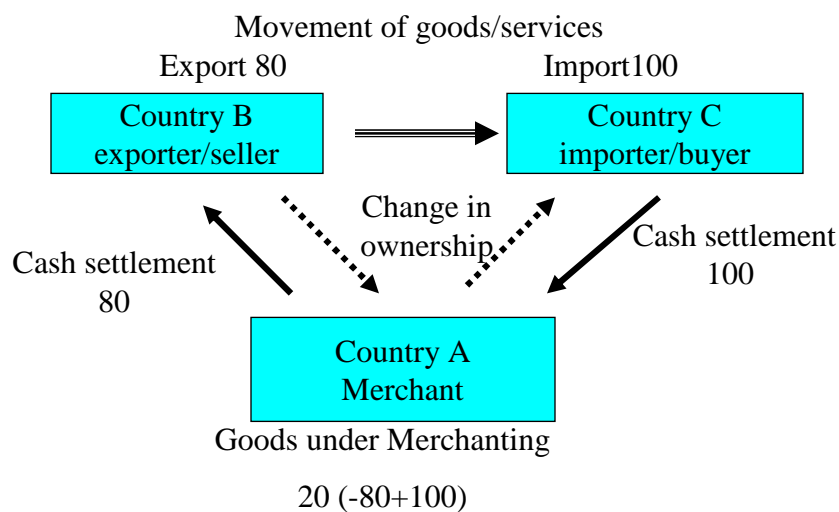 Movement of goods/services
Export 80
Import100
Country B
exporter/seller
Country C
importer/buyer
Change in
ownership
Cash settlement
80
Cash settlement
100
Country A
Merchant
Goods under Merchanting
20 (-80+100)